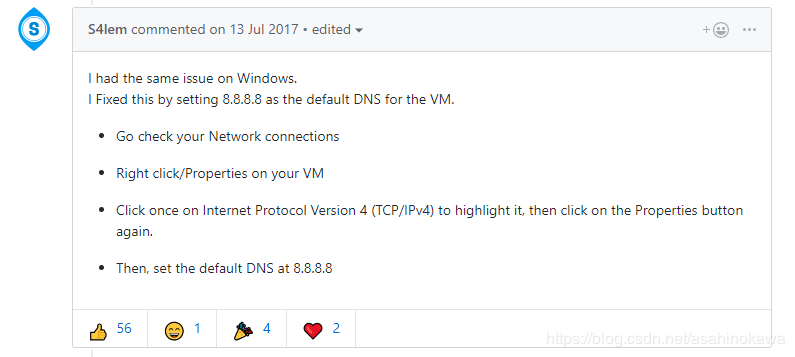 S
S4lem commented on 13 Jul 2017 • edited
I had the same issue on Windows.
I Fixed this by setting 8.8.8.8 as the default DNS for the VM.
• Go check your Network connections
• Right click/Properties on your VM
• Click once on Internet Protocol Version 4 (TCP/IPv4) to highlight it, then click on the Properties button
again.
• Then, set the default DNS at 8.8.8.8
56 1 4 2
https://blog.csdn.net/asahinokawa